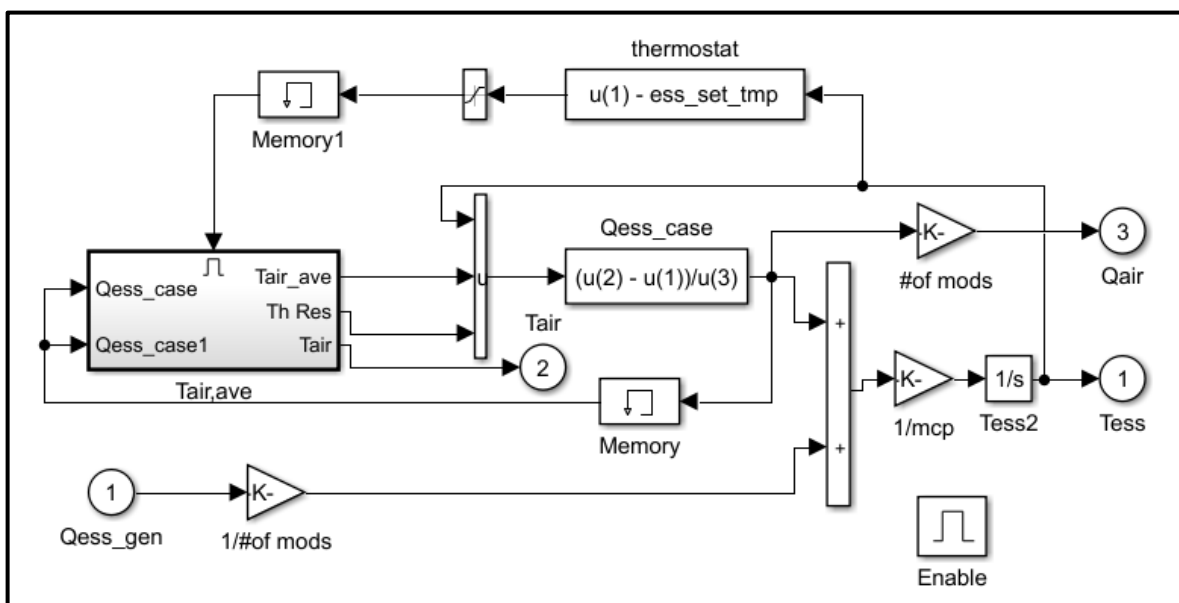 thermostat
u(1) - ess_set_tmp
Memory1
Qess_case
-K-
3
Qess_case
Tair_ave
u
(u(2) - u(1))/u(3)
#of mods
Qair
Th Res
Tair
+
Qess_case1
Tair
2
-K-
1/s
1
Tair,ave
Memory
1/mcp
Tess2
Tess
+
1
-K-
Qess_gen
1/#of mods
Enable